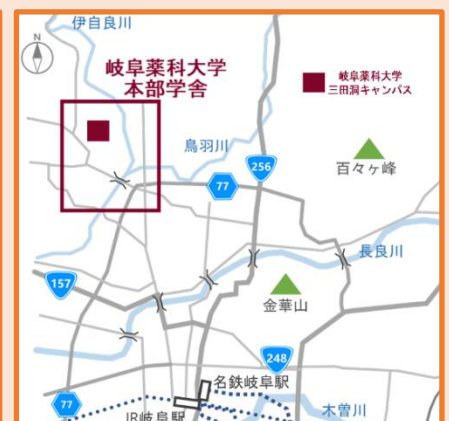 伊自良川
N
岐阜薬科大学
本部学舎
岐阜薬科大学
三田洞キャンパス
鳥羽川
256
百々ヶ峰
77
長良川
157
金華山
248
名鉄岐阜駅
77
JR岐阜駅
木曽川